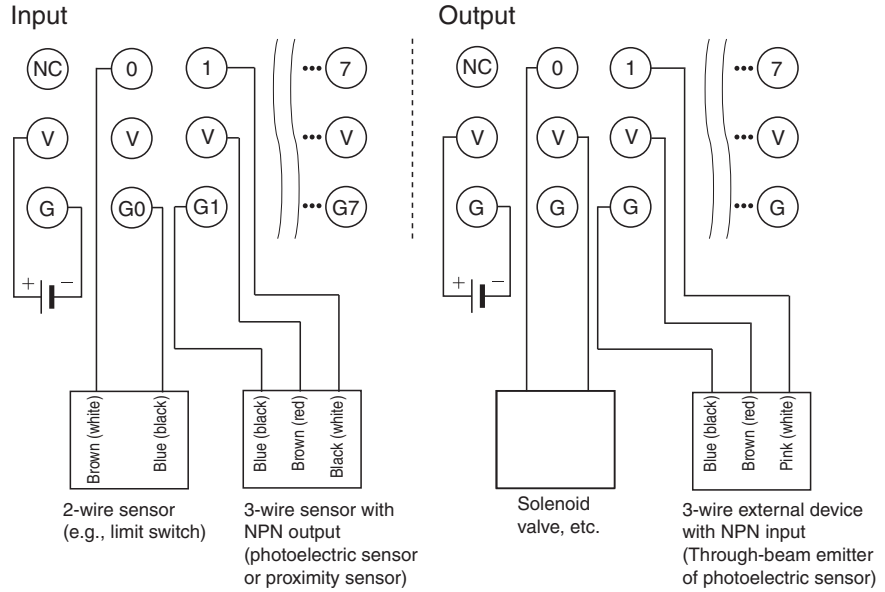 Input
Output
NC 0 1 ••• 7
NC 0 1 ••• 7
V V V ••• V
V V V ••• V
G G0 G1 ••• G7
G G G ••• G
+ −
+ −
Brown (white)
Blue (black)
Blue (black)
Brown (red)
Black (white)
Blue (black)
Brown (red)
Pink (white)
2-wire sensor
(e.g., limit switch)
3-wire sensor with
NPN output
(photoelectric sensor
or proximity sensor)
Solenoid
valve, etc.
3-wire external device
with NPN input
(Through-beam emitter
of photoelectric sensor)